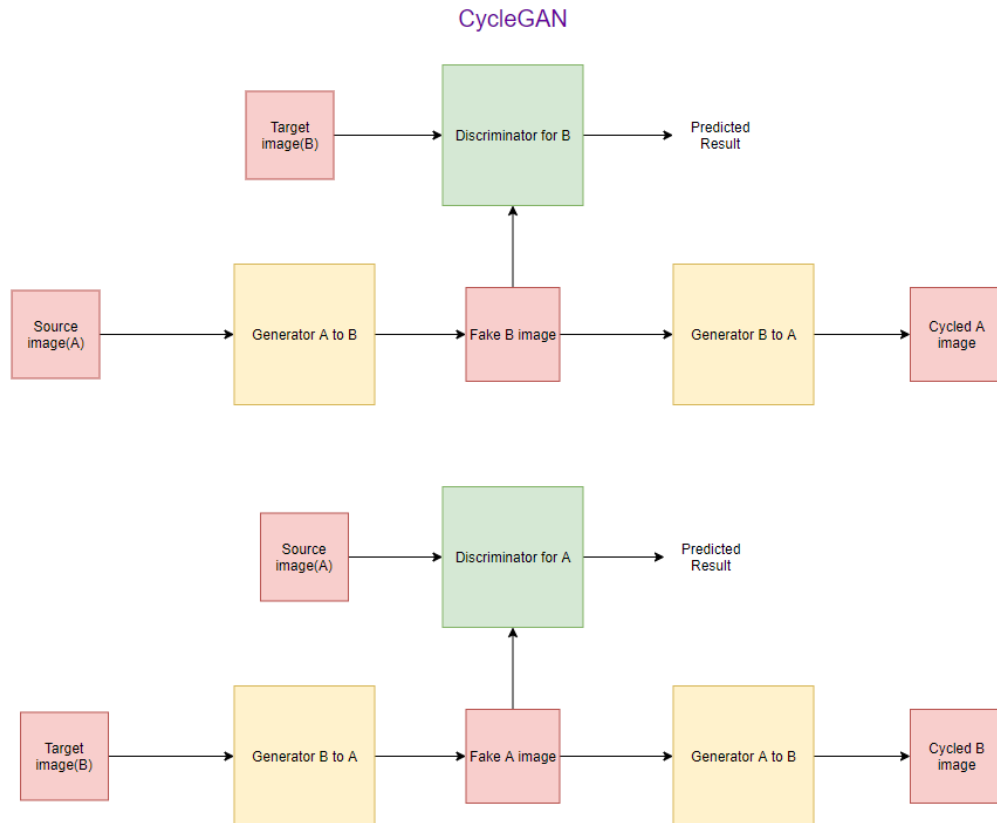 CycleGAN
Target
image(B)
Discriminator for B
Predicted
Result
Source
image(A)
Generator A to B
Fake B image
Generator B to A
Cycled A
image
Source
image(A)
Discriminator for A
Predicted
Result
Target
image(B)
Generator B to A
Fake A image
Generator A to B
Cycled B
image